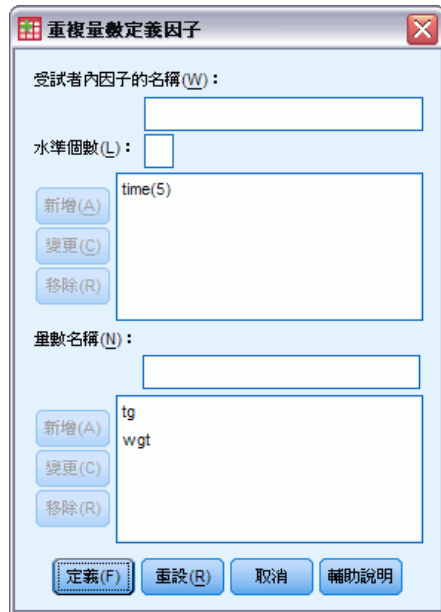 重複量數定義因子
受試者內因子的名稱(W)：
水準個數(L)：
新增(A)
變更(C)
移除(R)
time(5)
量數名稱(N)：
新增(A)
變更(C)
移除(R)
tg
wgt
定義(F) 重設(R) 取消 輔助說明